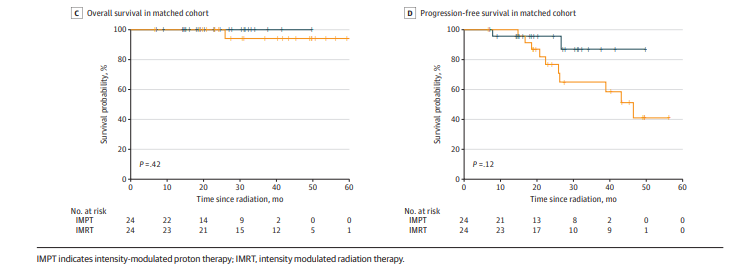 C Overall survival in matched cohort
100
80
60
40
20
0
Survival probability, %
P = .42
0 10 20 30 40 50 60
Time since radiation, mo
No. at risk
IMPT 24 22 14 9 2 0 0
IMRT 24 23 21 15 12 5 1
D Progression-free survival in matched cohort
100
80
60
40
20
0
Survival probability, %
P = .12
0 10 20 30 40 50 60
Time since radiation, mo
No. at risk
IMPT 24 21 13 8 2 0 0
IMRT 24 23 17 10 9 1 0
IMPT indicates intensity-modulated proton therapy; IMRT, intensity modulated radiation therapy.